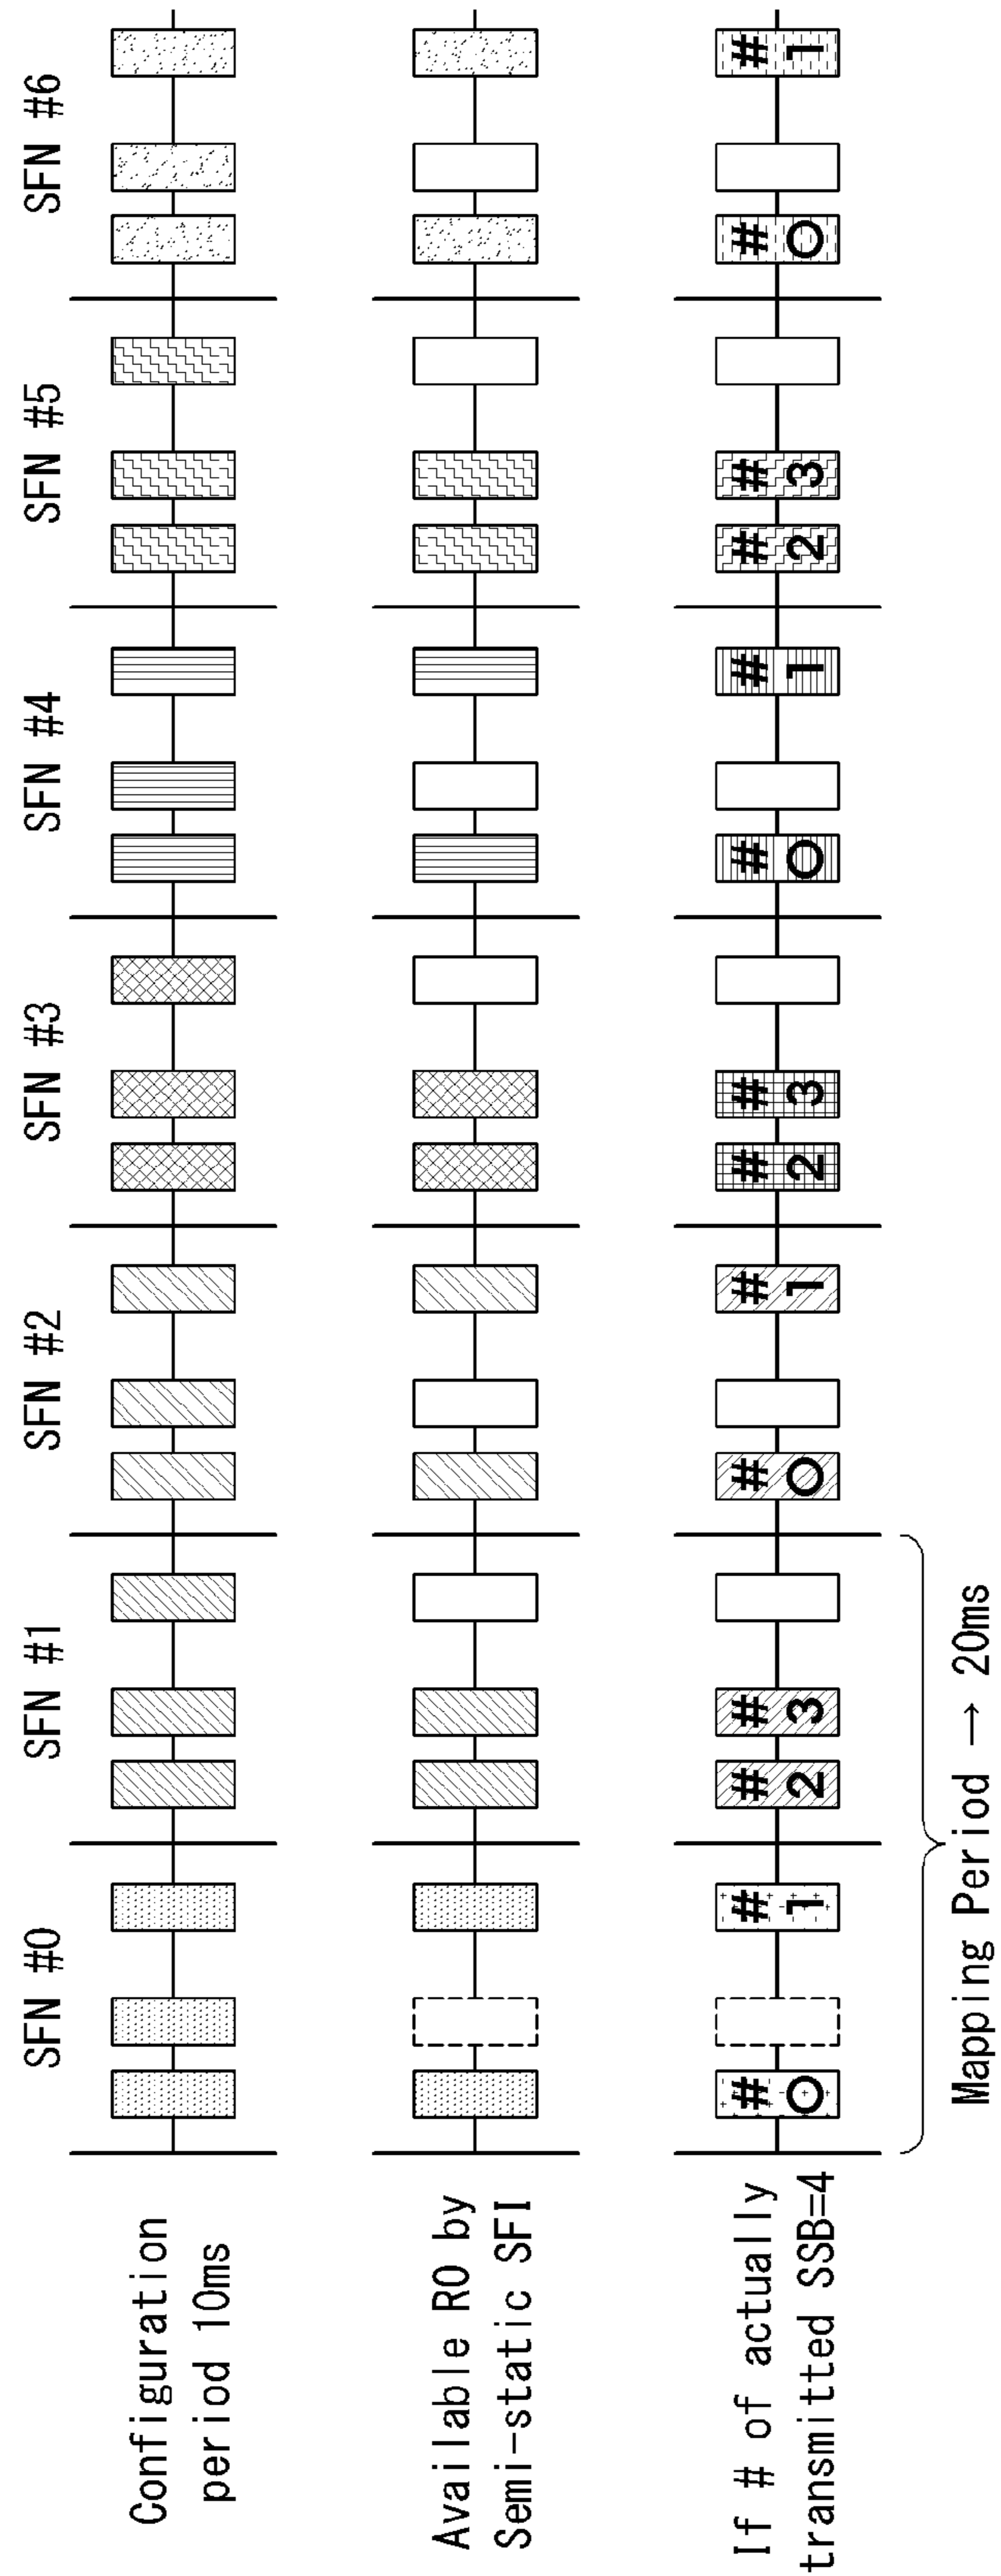 SFN #0
SFN #1
SFN #2
SFN #3
SFN #4
SFN #5
SFN #6
Configuration
period 10ms
Available RO by
Semi-static SFI
If # of actually
transmitted SSB=4
#0
#1
#2
#3
#0
#1
#2
#3
#0
#1
#2
#3
#0
#1
Mapping Period → 20ms